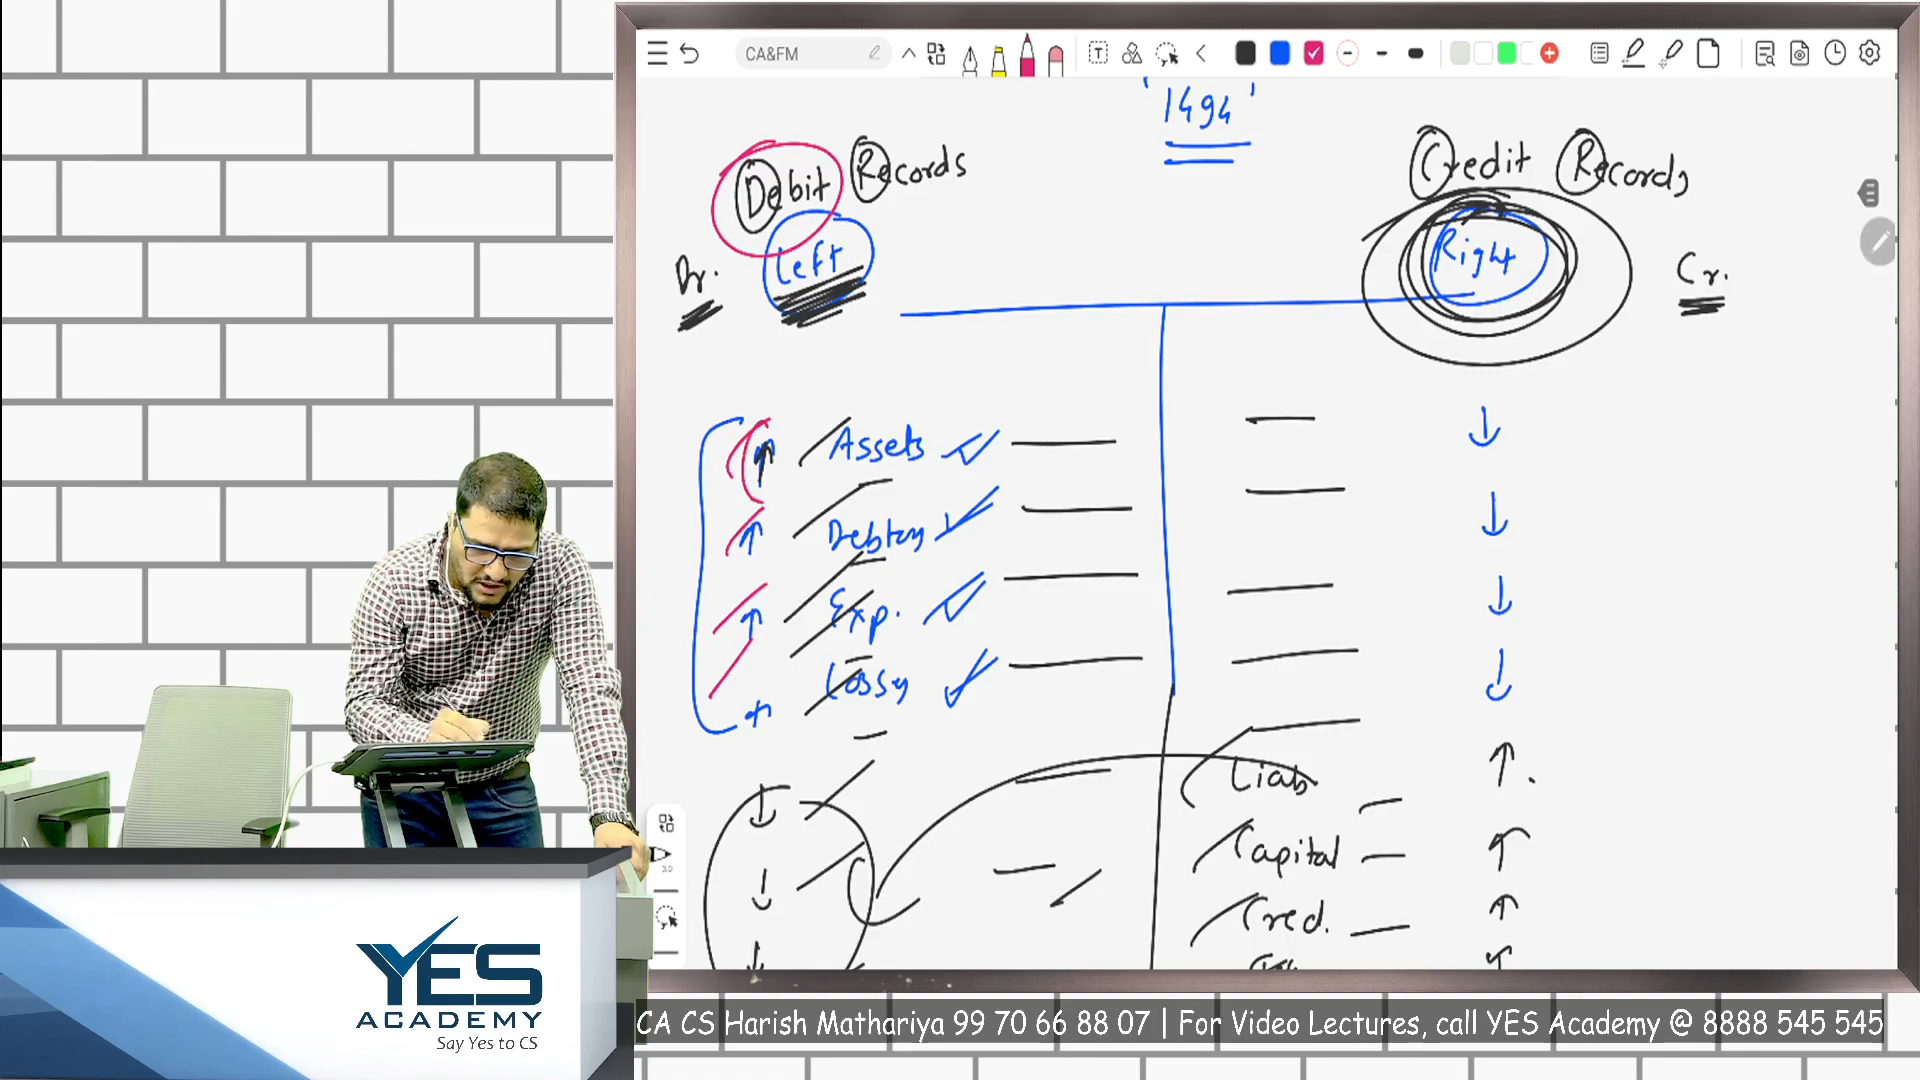 CA&FM
'1494'
Debit Records
Credit Records
Left
Right
Dr.
Cr.
Assets
Debtors
Exp.
Losses
Liab
Capital
Cred.
YES
ACADEMY
Say Yes to CS
CA CS Harish Mathariya 99 70 66 88 07 | For Video Lectures, call YES Academy @ 8888 545 545